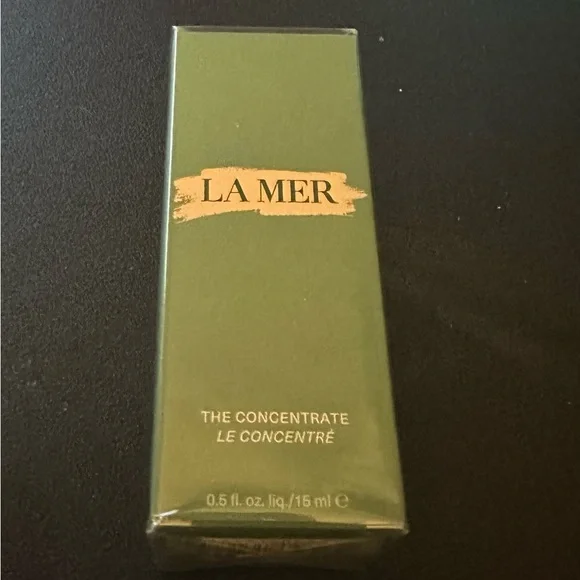 LA MER
THE CONCENTRATE
LE CONCENTRÉ
0.5 fl. oz. liq./15 ml ℮